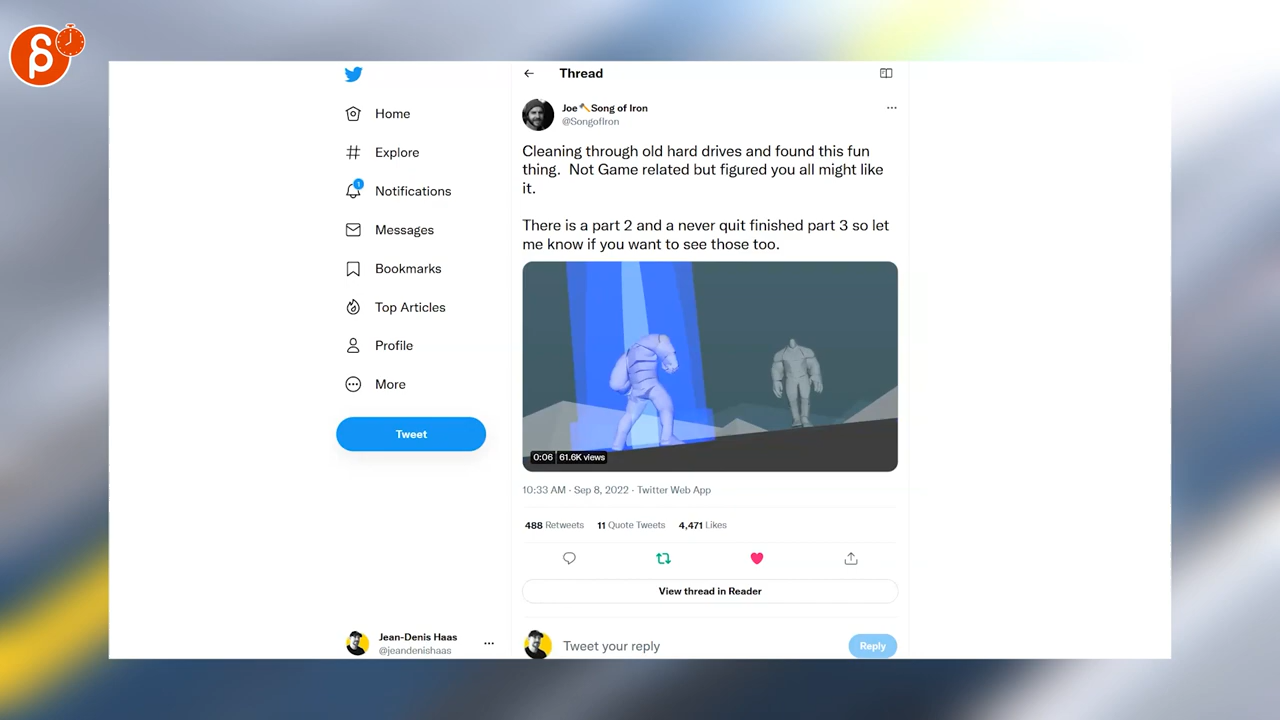 Thread
Joe Song of Iron
@SongofIron
Cleaning through old hard drives and found this fun
thing. Not Game related but figured you all might like
it.
There is a part 2 and a never quit finished part 3 so let
me know if you want to see those too.
0:06 61.6K views
10:33 AM · Sep 8, 2022 · Twitter Web App
488 Retweets 11 Quote Tweets 4,471 Likes
View thread in Reader
Tweet your reply
Reply
1
Home
Explore
Notifications
Messages
Bookmarks
Top Articles
Profile
More
Tweet
Jean-Denis Haas
@jeandenishaas